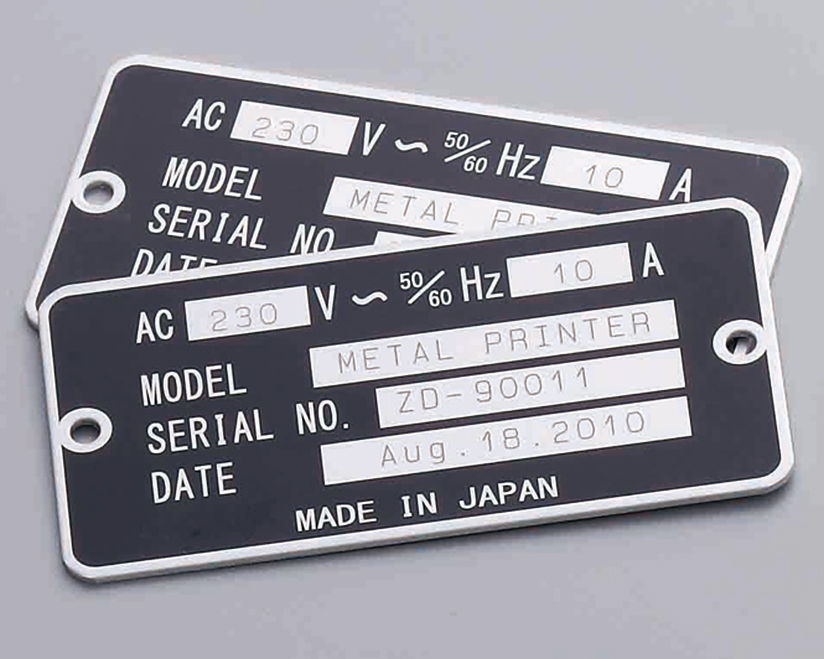 AC 230 V ~ 50/60 Hz 10 A
MODEL METAL
SERIAL NO.
DATE
AC 230 V ~ 50/60 Hz 10 A
MODEL METAL PRINTER
SERIAL NO. ZD-90011
DATE Aug.18.2010
MADE IN JAPAN